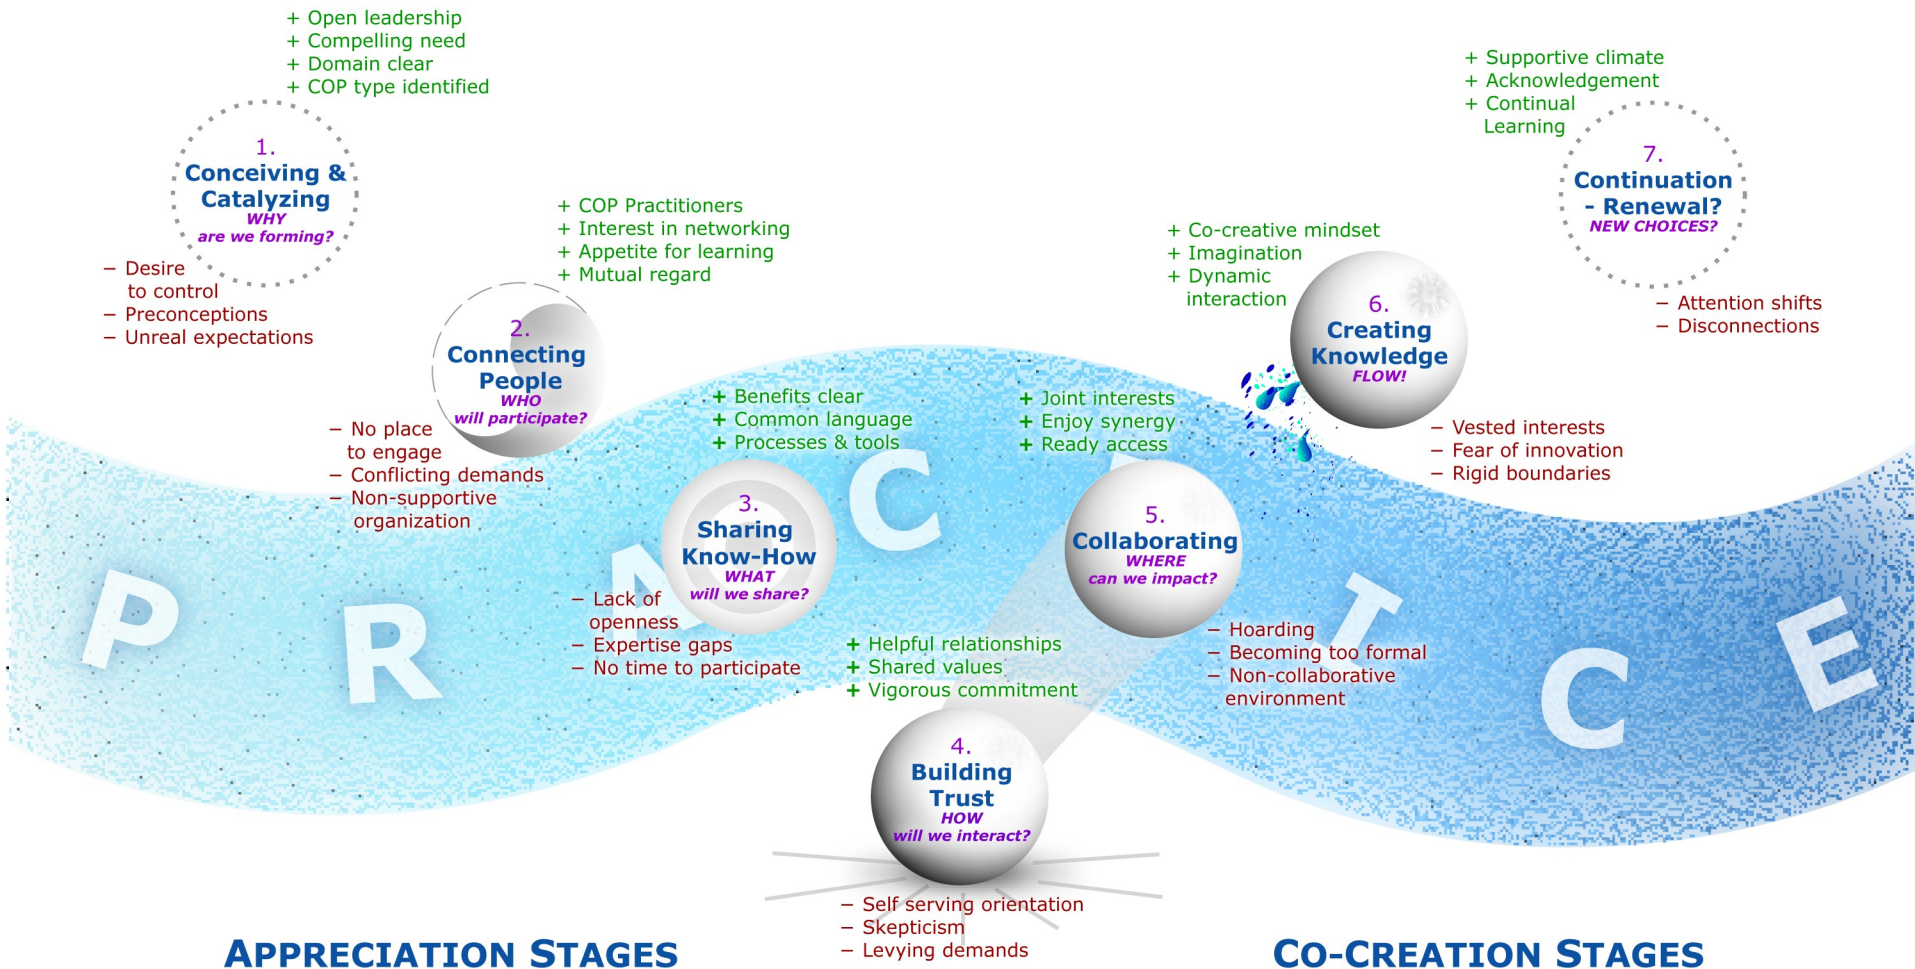 + Open leadership
+ Compelling need
+ Domain clear
+ COP type identified
1.
Conceiving &
Catalyzing
WHY
are we forming?
− Desire
to control
− Preconceptions
− Unreal expectations
+ COP Practitioners
+ Interest in networking
+ Appetite for learning
+ Mutual regard
2.
Connecting
People
WHO
will participate?
− No place
to engage
− Conflicting demands
− Non-supportive
organization
+ Benefits clear
+ Common language
+ Processes & tools
3.
Sharing
Know-How
WHAT
will we share?
− Lack of
openness
− Expertise gaps
− No time to participate
+ Helpful relationships
+ Shared values
+ Vigorous commitment
4.
Building
Trust
HOW
will we interact?
− Self serving orientation
− Skepticism
− Levying demands
+ Joint interests
+ Enjoy synergy
+ Ready access
5.
Collaborating
WHERE
can we impact?
− Hoarding
− Becoming too formal
− Non-collaborative
environment
+ Co-creative mindset
+ Imagination
+ Dynamic
interaction
6.
Creating
Knowledge
FLOW!
− Vested interests
− Fear of innovation
− Rigid boundaries
+ Supportive climate
+ Acknowledgement
+ Continual
Learning
7.
Continuation
- Renewal?
NEW CHOICES?
− Attention shifts
− Disconnections
PRACTICE
APPRECIATION STAGES
CO-CREATION STAGES